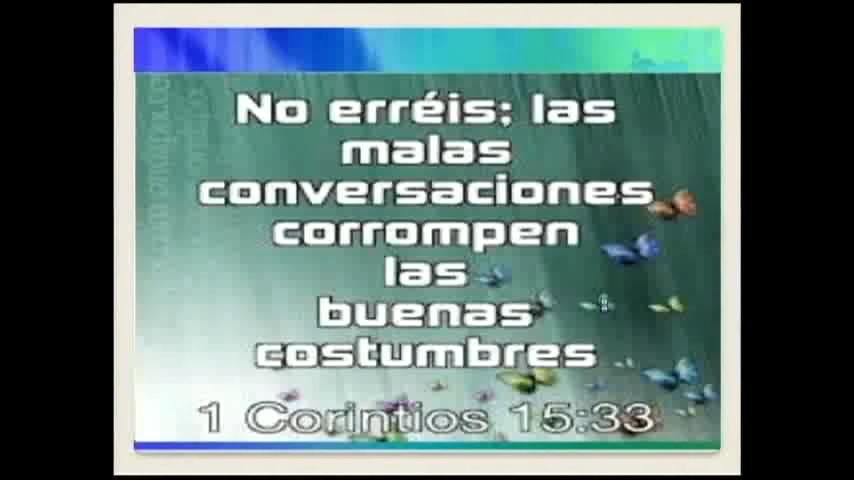 No erréis; las
malas
conversaciones
corrompen
las
buenas
costumbres
1 Corintios 15:33